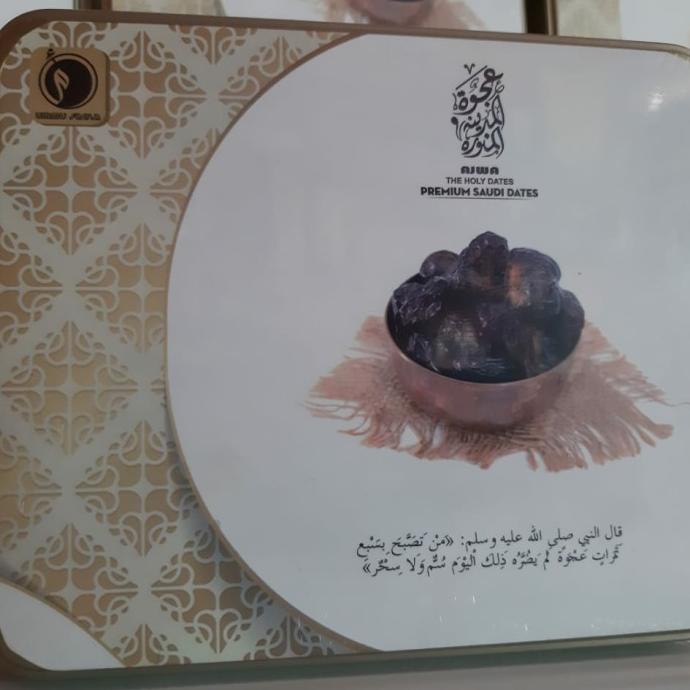 عجوة
المدينة
المنورة
AJWA
THE HOLY DATES
PREMIUM SAUDI DATES
قال النبي صلى الله عليه وسلم: «مَنْ تَصَبَّحَ بِسَبْعِ
تَمَرَاتٍ عَجْوَةً لَمْ يَضُرَّهُ ذَلِكَ الْيَوْمَ سُمٌّ وَلَا سِحْرٌ»